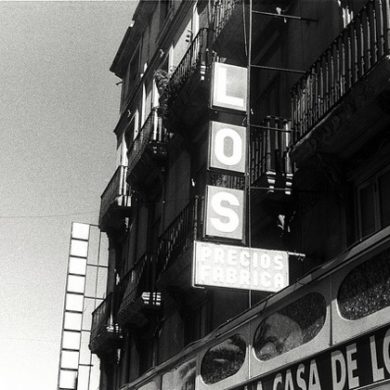 L
O
S
PRECIOS
FABRICA
LA CASA DE LO